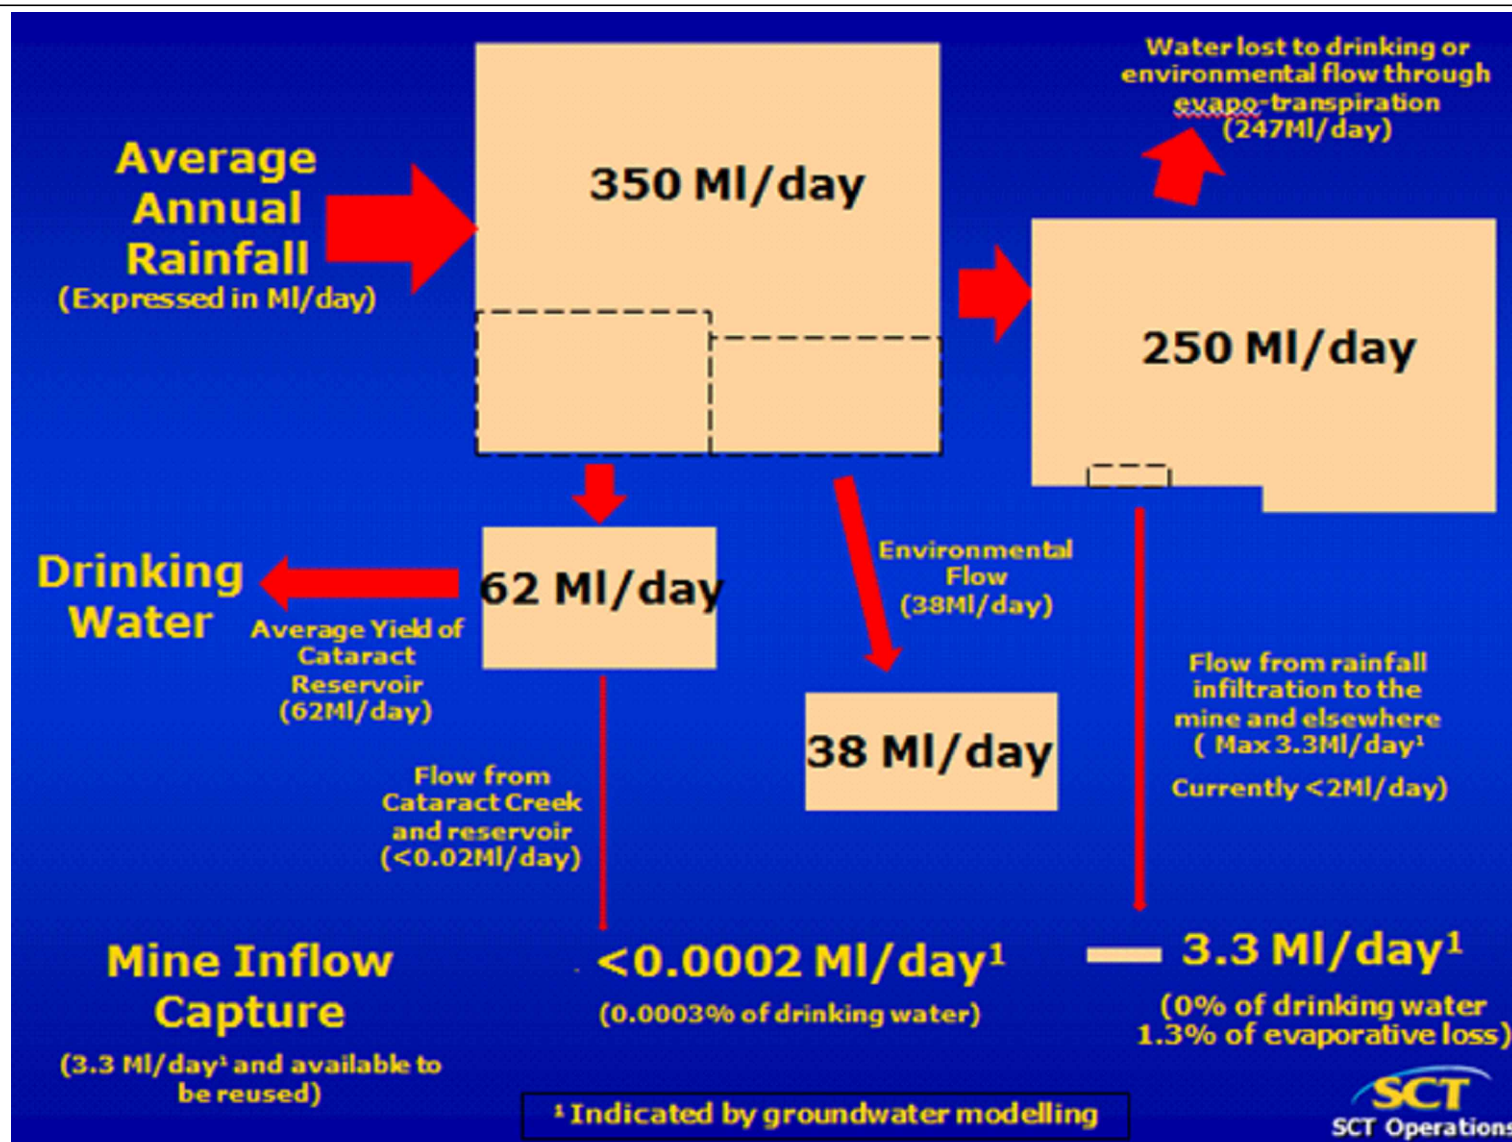 Average
Annual
Rainfall
(Expressed in Ml/day)
350 Ml/day
Water lost to drinking or
environmental flow through
evapo-transpiration
(247Ml/day)
250 Ml/day
Drinking
Water
Average Yield of
Cataract
Reservoir
(62Ml/day)
62 Ml/day
Environmental
Flow
(38Ml/day)
38 Ml/day
Flow from
Cataract Creek
and reservoir
(<0.02Ml/day)
Flow from rainfall
infiltration to the
mine and elsewhere
( Max 3.3Ml/day¹
Currently <2Ml/day)
Mine Inflow
Capture
(3.3 Ml/day¹ and available to
be reused)
<0.0002 Ml/day¹
(0.0003% of drinking water)
3.3 Ml/day¹
(0% of drinking water
1.3% of evaporative loss)
¹ Indicated by groundwater modelling
SCT
SCT Operations